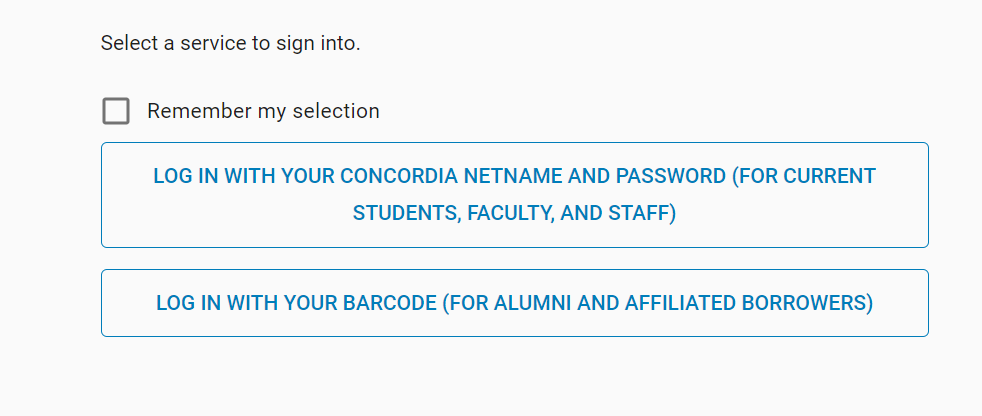 Select a service to sign into.
Remember my selection
LOG IN WITH YOUR CONCORDIA NETNAME AND PASSWORD (FOR CURRENT
STUDENTS, FACULTY, AND STAFF)
LOG IN WITH YOUR BARCODE (FOR ALUMNI AND AFFILIATED BORROWERS)